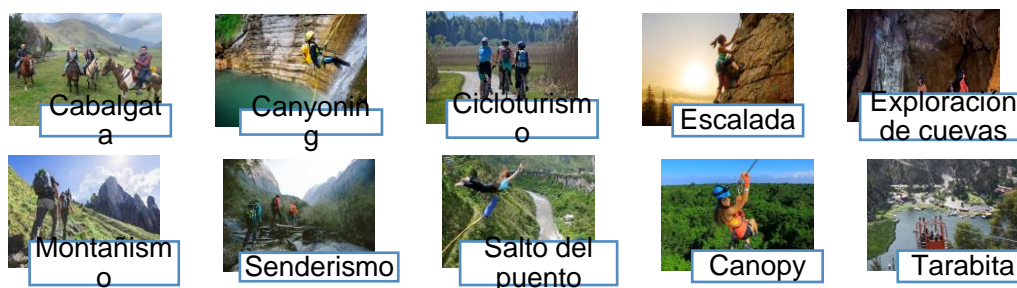 Cabalgat
a
Canyonin
g
Cicloturism
o
Escalada
Exploración
de cuevas
Montañism
o
Senderismo
Salto del
puento
Canopy
Tarabita